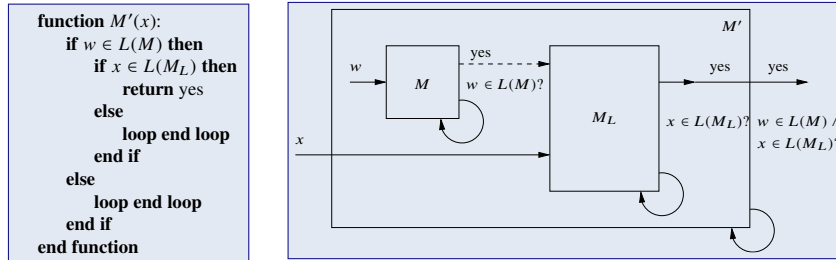 function M′(x):
if w ∈ L(M) then
if x ∈ L(M_L) then
return yes
else
loop end loop
end if
else
loop end loop
end if
end function
M′
w
M
yes
w ∈ L(M)?
x
M_L
yes
x ∈ L(M_L)?
yes
w ∈ L(M) ∧
x ∈ L(M_L)?